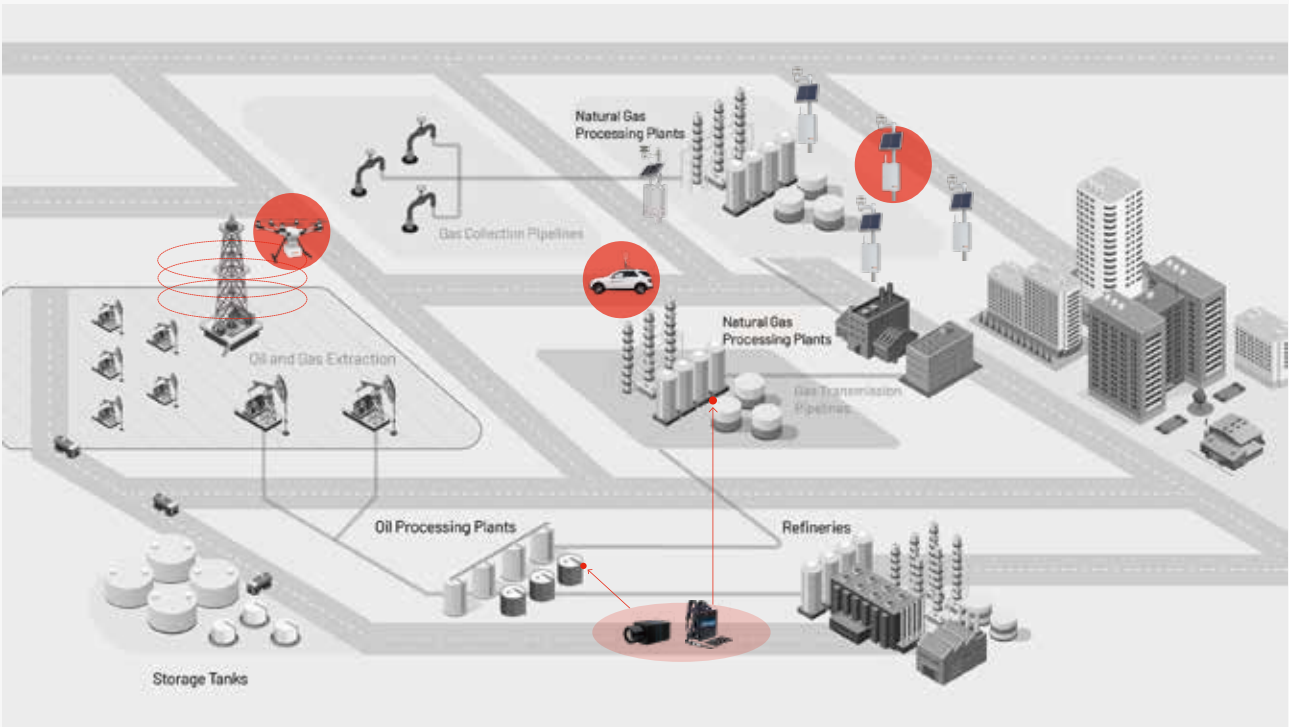 Natural Gas
Processing Plants
Gas Collection Pipelines
Natural Gas
Processing Plants
Oil and Gas Extraction
Gas Transmission
Pipelines
Oil Processing Plants
Refineries
Storage Tanks